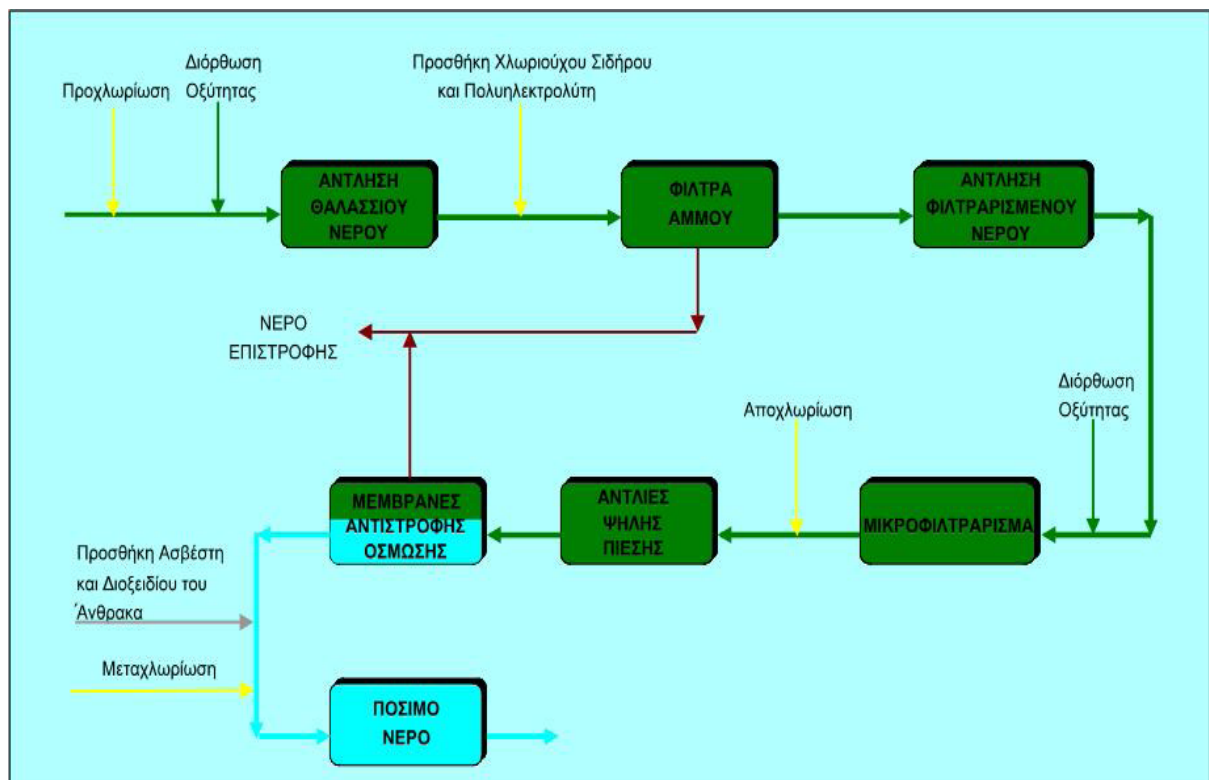 Προχλωρίωση
Διόρθωση
Οξύτητας
Προσθήκη Χλωριούχου Σιδήρου
και Πολυηλεκτρολύτη
ΑΝΤΛΗΣΗ
ΘΑΛΑΣΣΙΟΥ
ΝΕΡΟΥ
ΦΙΛΤΡΑ
ΑΜΜΟΥ
ΑΝΤΛΗΣΗ
ΦΙΛΤΡΑΡΙΣΜΕΝΟΥ
ΝΕΡΟΥ
ΝΕΡΟ
ΕΠΙΣΤΡΟΦΗΣ
Διόρθωση
Οξύτητας
Αποχλωρίωση
ΜΙΚΡΟΦΙΛΤΡΑΡΙΣΜΑ
ΑΝΤΛΙΕΣ
ΨΗΛΗΣ
ΠΙΕΣΗΣ
ΜΕΜΒΡΑΝΕΣ
ΑΝΤΙΣΤΡΟΦΗΣ
ΟΣΜΩΣΗΣ
Προσθήκη Ασβέστη
και Διοξειδίου του
Άνθρακα
Μεταχλωρίωση
ΠΟΣΙΜΟ
ΝΕΡΟ